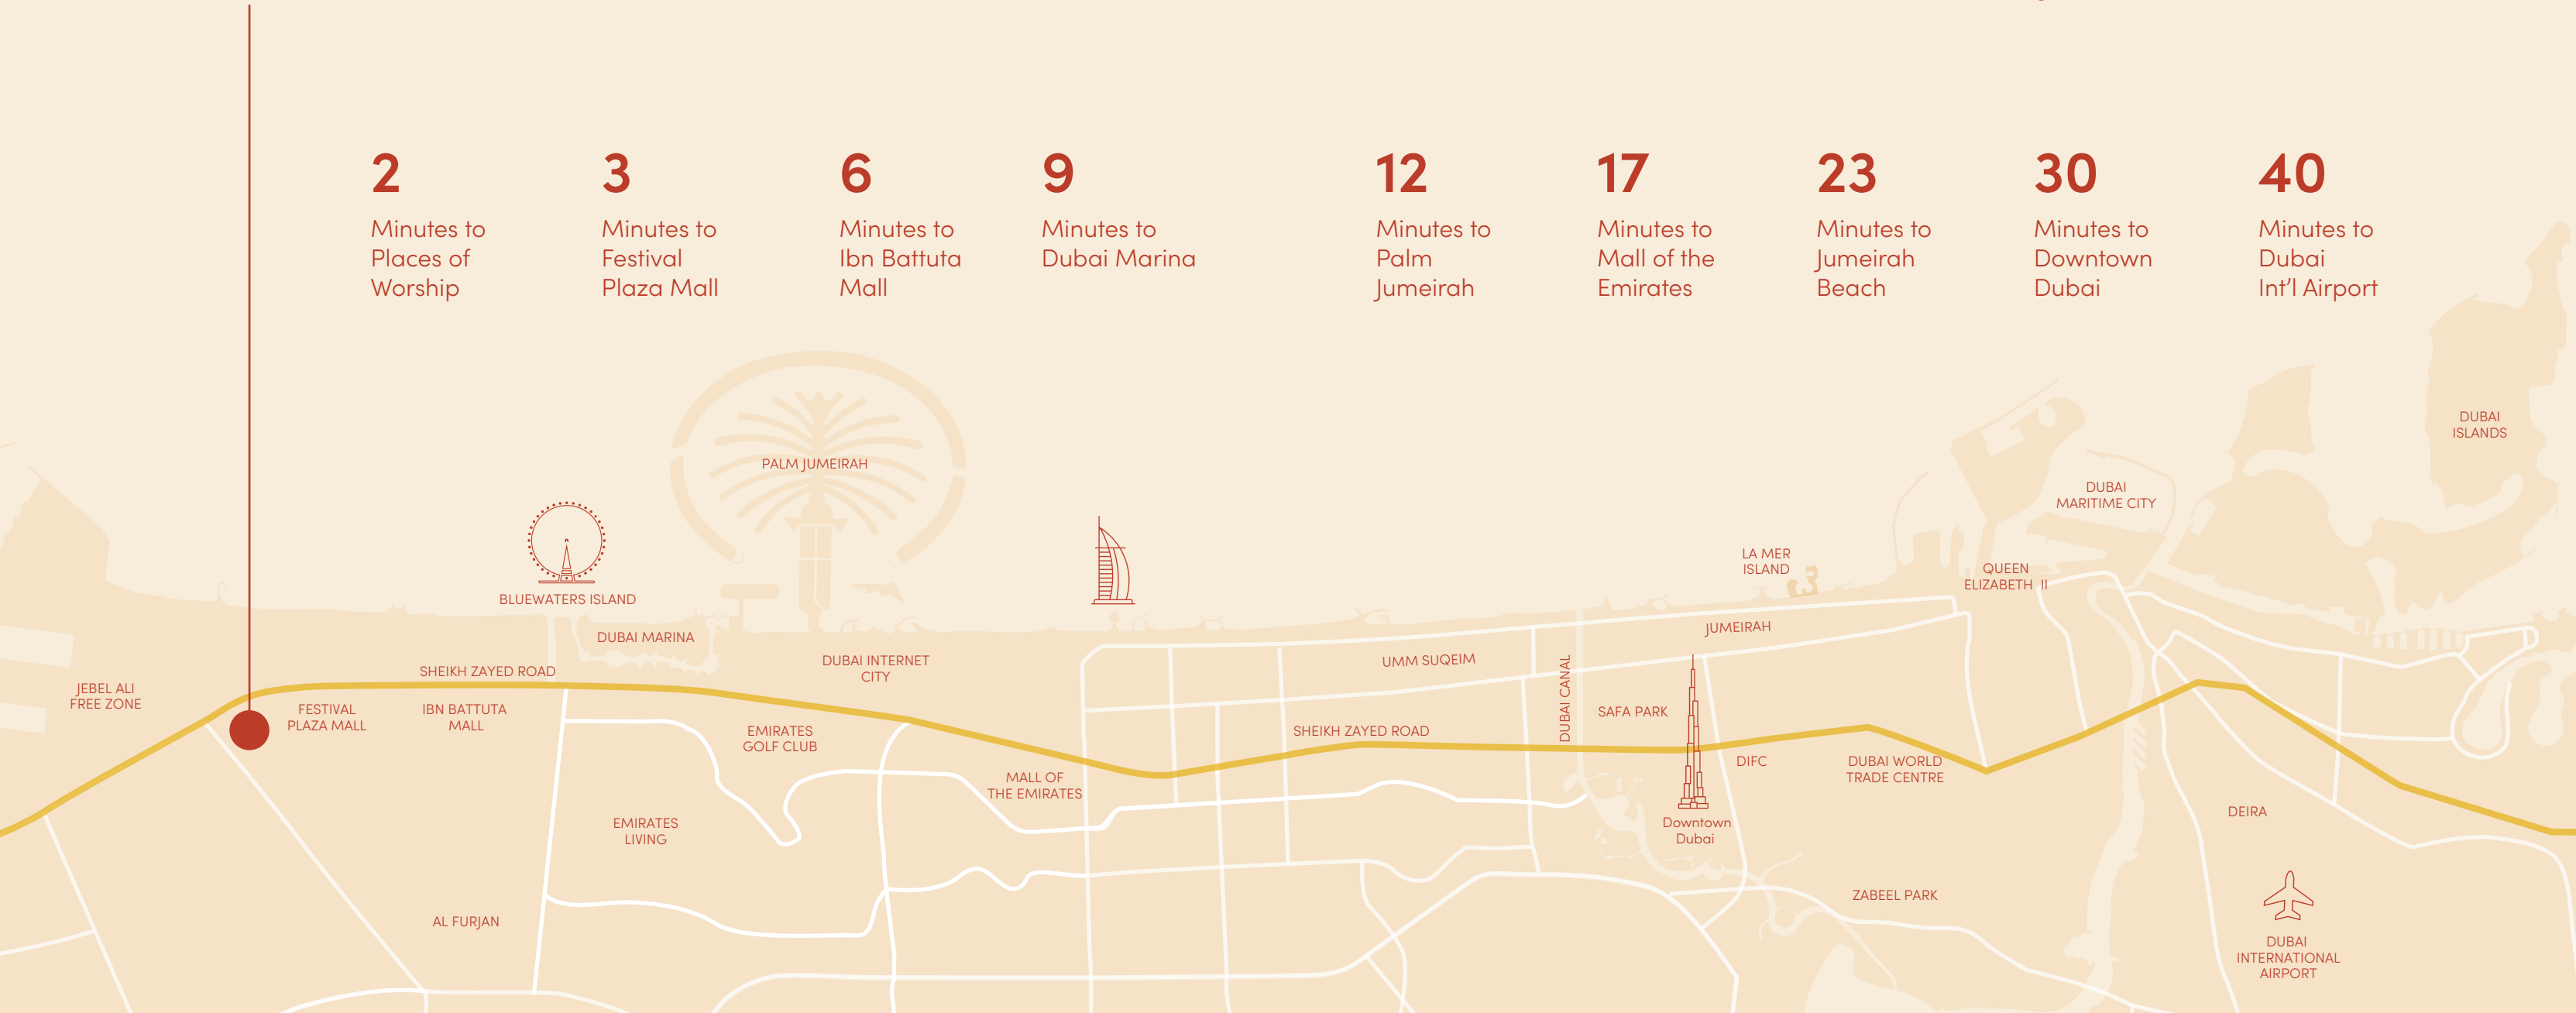 2
Minutes to
Places of
Worship
3
Minutes to
Festival
Plaza Mall
6
Minutes to
Ibn Battuta
Mall
9
Minutes to
Dubai Marina
12
Minutes to
Palm
Jumeirah
17
Minutes to
Mall of the
Emirates
23
Minutes to
Jumeirah
Beach
30
Minutes to
Downtown
Dubai
40
Minutes to
Dubai
Int'l Airport
DUBAI
ISLANDS
PALM JUMEIRAH
DUBAI
MARITIME CITY
LA MER
ISLAND
QUEEN
ELIZABETH II
BLUEWATERS ISLAND
DUBAI MARINA
JUMEIRAH
SHEIKH ZAYED ROAD
DUBAI INTERNET
CITY
UMM SUQEIM
JEBEL ALI
FREE ZONE
FESTIVAL
PLAZA MALL
IBN BATTUTA
MALL
EMIRATES
GOLF CLUB
SHEIKH ZAYED ROAD
DUBAI CANAL
SAFA PARK
MALL OF
THE EMIRATES
DIFC
DUBAI WORLD
TRADE CENTRE
EMIRATES
LIVING
Downtown
Dubai
DEIRA
AL FURJAN
ZABEEL PARK
DUBAI
INTERNATIONAL
AIRPORT